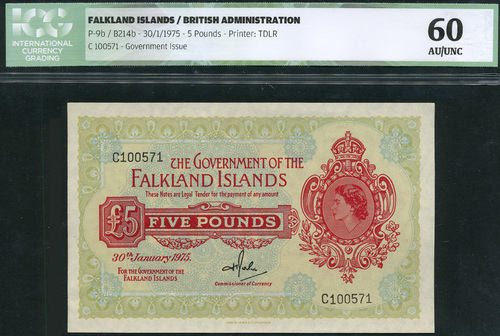 ICG
INTERNATIONAL
CURRENCY
GRADING
FALKLAND ISLANDS / BRITISH ADMINISTRATION
P-9b / B214b - 30/1/1975 - 5 Pounds - Printer: TDLR
C 100571 - Government Issue
60
AU/UNC
C100571
THE GOVERNMENT OF THE
FALKLAND ISLANDS
These Notes are Legal Tender for the payment of any amount
£5
FIVE POUNDS
30th January 1975.
FOR THE GOVERNMENT OF THE
FALKLAND ISLANDS
Commissioner of Currency
C100571